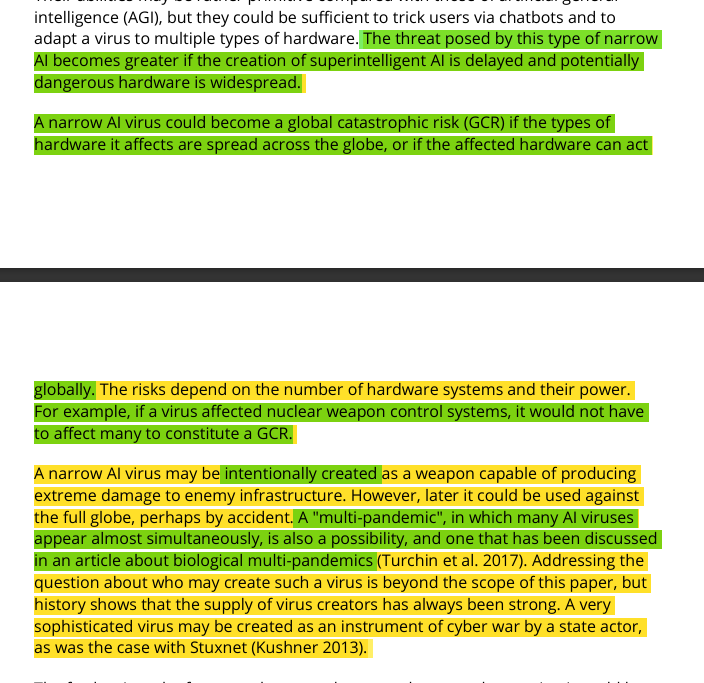 intelligence (AGI), but they could be sufficient to trick users via chatbots and to
adapt a virus to multiple types of hardware. The threat posed by this type of narrow
AI becomes greater if the creation of superintelligent AI is delayed and potentially
dangerous hardware is widespread.
A narrow AI virus could become a global catastrophic risk (GCR) if the types of
hardware it affects are spread across the globe, or if the affected hardware can act
globally. The risks depend on the number of hardware systems and their power.
For example, if a virus affected nuclear weapon control systems, it would not have
to affect many to constitute a GCR.
A narrow AI virus may be intentionally created as a weapon capable of producing
extreme damage to enemy infrastructure. However, later it could be used against
the full globe, perhaps by accident. A "multi-pandemic", in which many AI viruses
appear almost simultaneously, is also a possibility, and one that has been discussed
in an article about biological multi-pandemics (Turchin et al. 2017). Addressing the
question about who may create such a virus is beyond the scope of this paper, but
history shows that the supply of virus creators has always been strong. A very
sophisticated virus may be created as an instrument of cyber war by a state actor,
as was the case with Stuxnet (Kushner 2013).